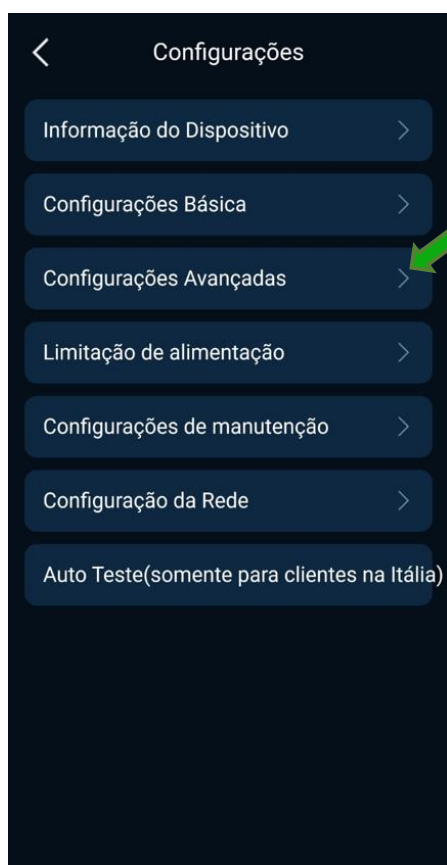 Configurações
Informação do Dispositivo
Configurações Básica
Configurações Avançadas
Limitação de alimentação
Configurações de manutenção
Configuração da Rede
Auto Teste(somente para clientes na Itália)